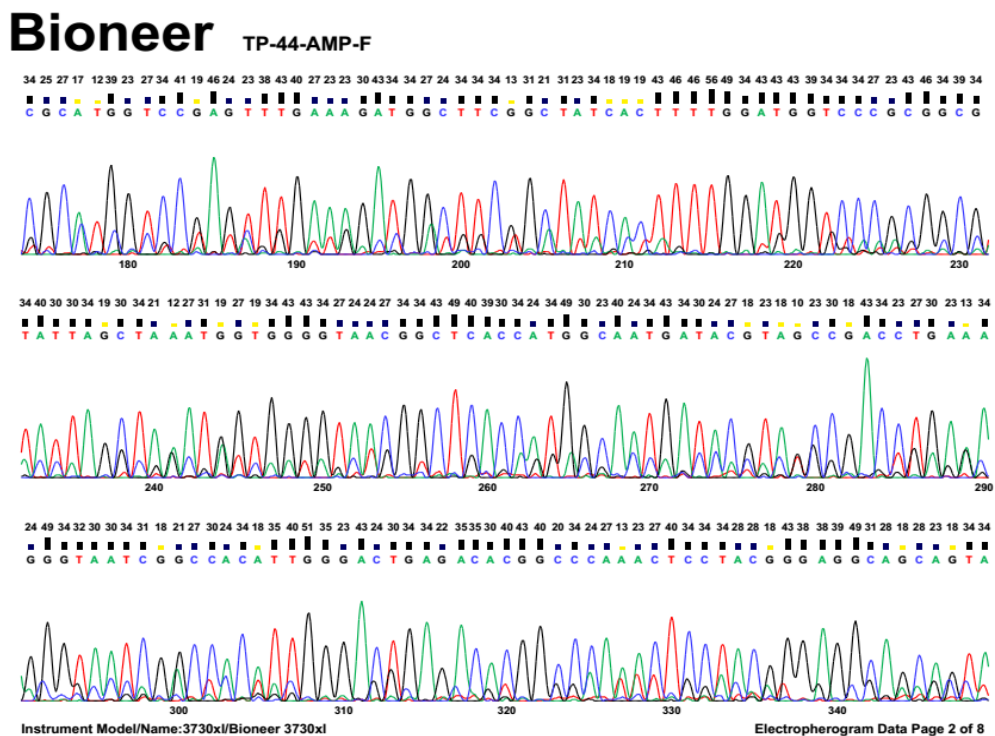 Bioneer TP-44-AMP-F
34 25 27 17 12 39 23 27 34 41 19 46 24 23 38 43 40 27 23 23 30 43 34 34 27 24 34 34 34 13 31 21 31 23 34 18 19 19 43 46 46 56 49 34 43 43 43 39 34 34 34 27 23 43 46 34 39 34
C G C A T G G T C C G A G T T T G A A A G A T G G C T T C G G C T A T C A C T T T T G G A T G G T C C C G C G G C G
180 190 200 210 220 230
34 40 30 30 34 19 30 34 21 12 27 31 19 27 19 34 43 43 34 27 24 24 27 34 34 43 49 40 39 30 34 24 34 49 30 23 40 24 34 43 34 30 24 27 18 23 18 10 23 30 18 43 34 23 27 30 23 13 34
T A T T A G C T A A A T G G T G G G G T A A C G G C T C A C C A T G G C A A T G A T A C G T A G C C G A C C T G A A A
240 250 260 270 280 290
24 49 34 32 30 30 34 31 18 21 27 30 24 34 18 35 40 51 35 23 43 24 30 34 34 22 35 35 30 40 43 40 20 34 24 27 13 23 27 40 34 34 34 28 28 18 43 38 38 39 49 31 28 18 28 23 18 34 34
G G G T A A T C G G C C A C A T T G G G A C T G A G A C A C G G C C C A A A C T C C T A C G G G A G G C A G C A G T A
300 310 320 330 340
Instrument Model/Name:3730xl/Bioneer 3730xl Electropherogram Data Page 2 of 8